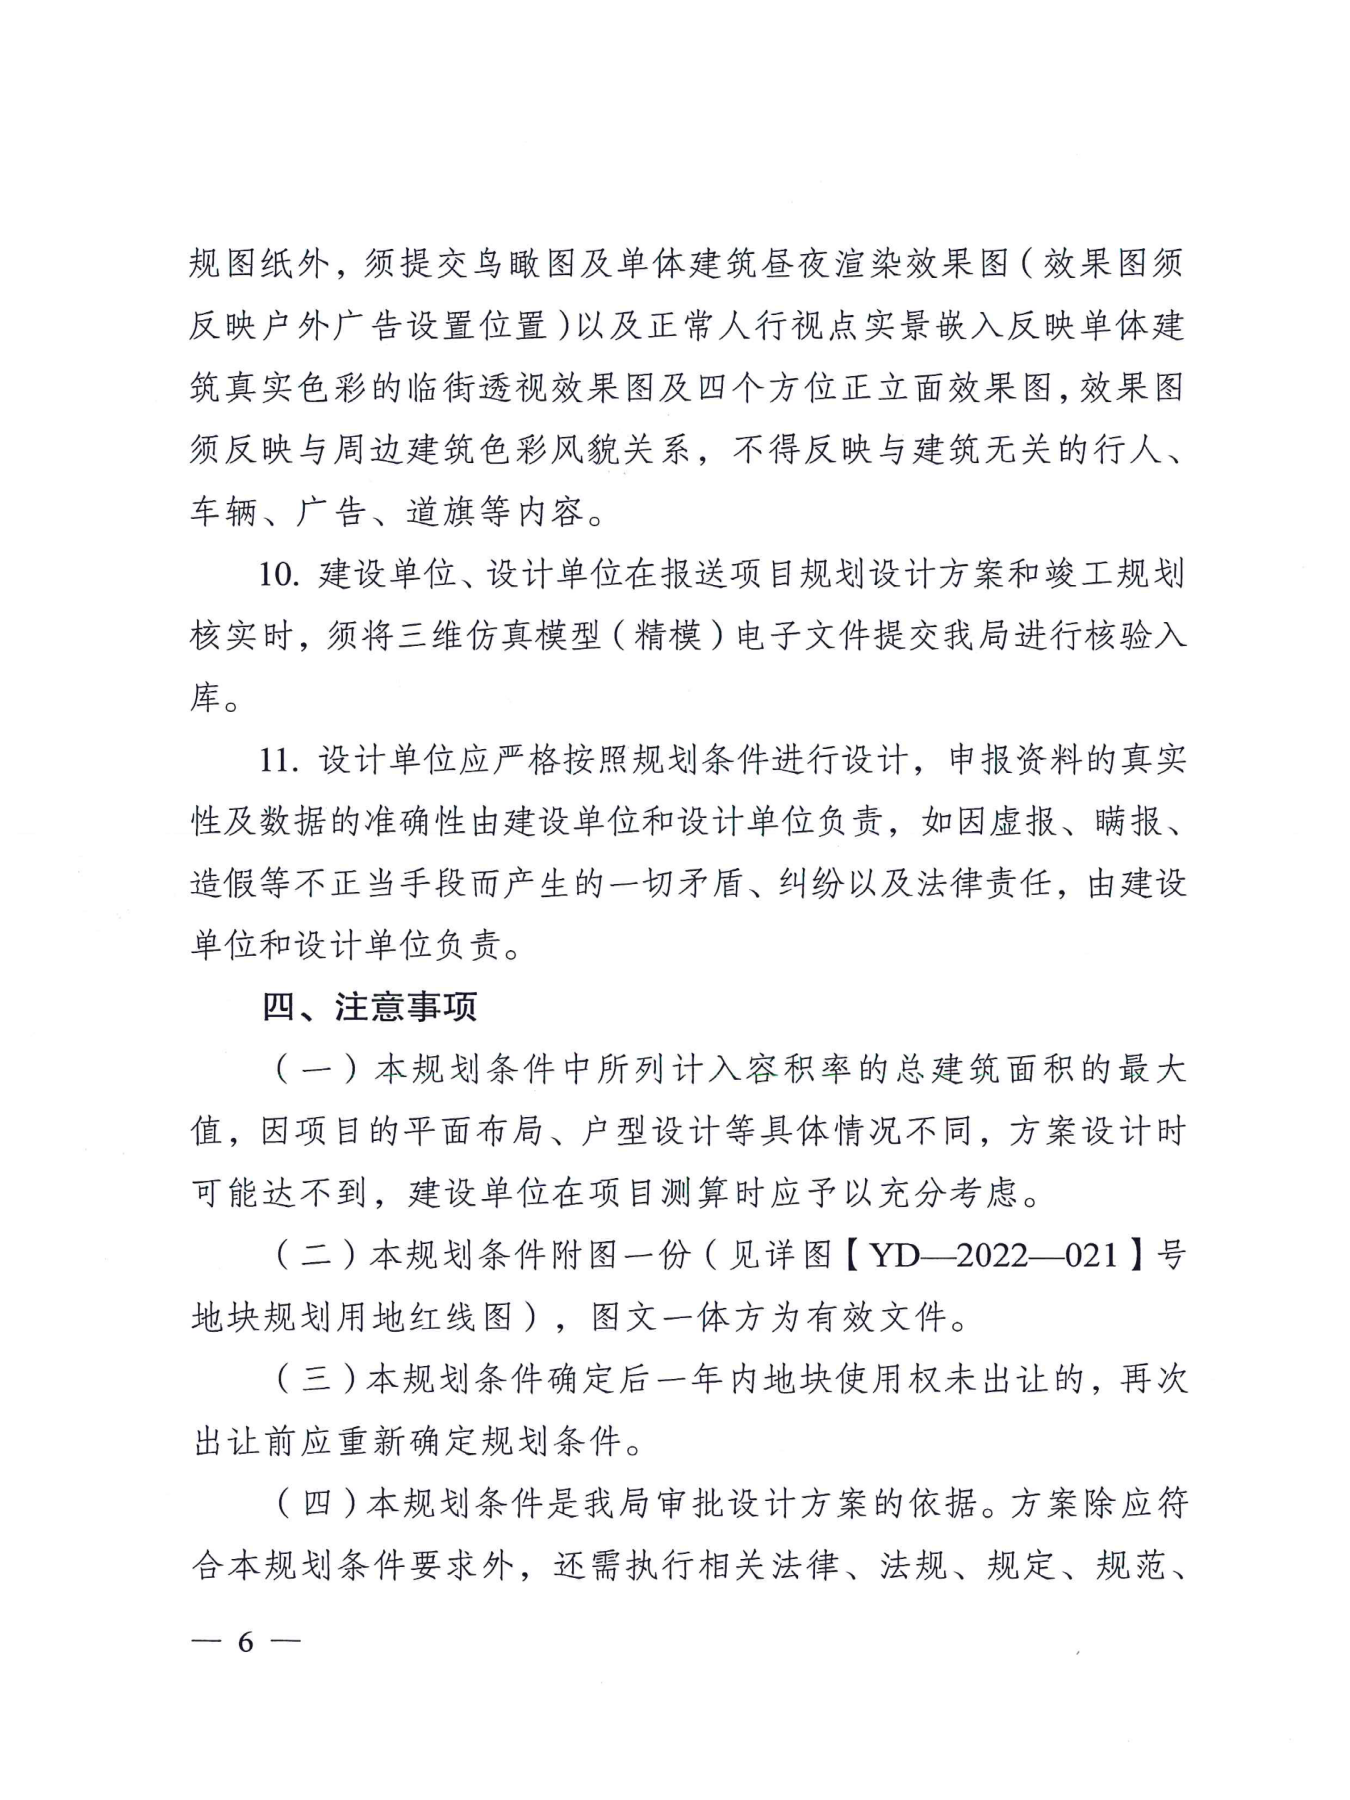 规图纸外，须提交鸟瞰图及单体建筑昼夜渲染效果图（效果图须
反映户外广告设置位置）以及正常人行视点实景嵌入反映单体建
筑真实色彩的临街透视效果图及四个方位正立面效果图，效果图
须反映与周边建筑色彩风貌关系，不得反映与建筑无关的行人、
车辆、广告、道旗等内容。
10. 建设单位、设计单位在报送项目规划设计方案和竣工规划
核实时，须将三维仿真模型（精模）电子文件提交我局进行核验入
库。
11. 设计单位应严格按照规划条件进行设计，申报资料的真实
性及数据的准确性由建设单位和设计单位负责，如因虚报、瞒报、
造假等不正当手段而产生的一切矛盾、纠纷以及法律责任，由建设
单位和设计单位负责。
四、注意事项
（一）本规划条件中所列计入容积率的总建筑面积的最大
值，因项目的平面布局、户型设计等具体情况不同，方案设计时
可能达不到，建设单位在项目测算时应予以充分考虑。
（二）本规划条件附图一份（见详图【YD—2022—021】号
地块规划用地红线图），图文一体方为有效文件。
（三）本规划条件确定后一年内地块使用权未出让的，再次
出让前应重新确定规划条件。
（四）本规划条件是我局审批设计方案的依据。方案除应符
合本规划条件要求外，还需执行相关法律、法规、规定、规范、
— 6 —